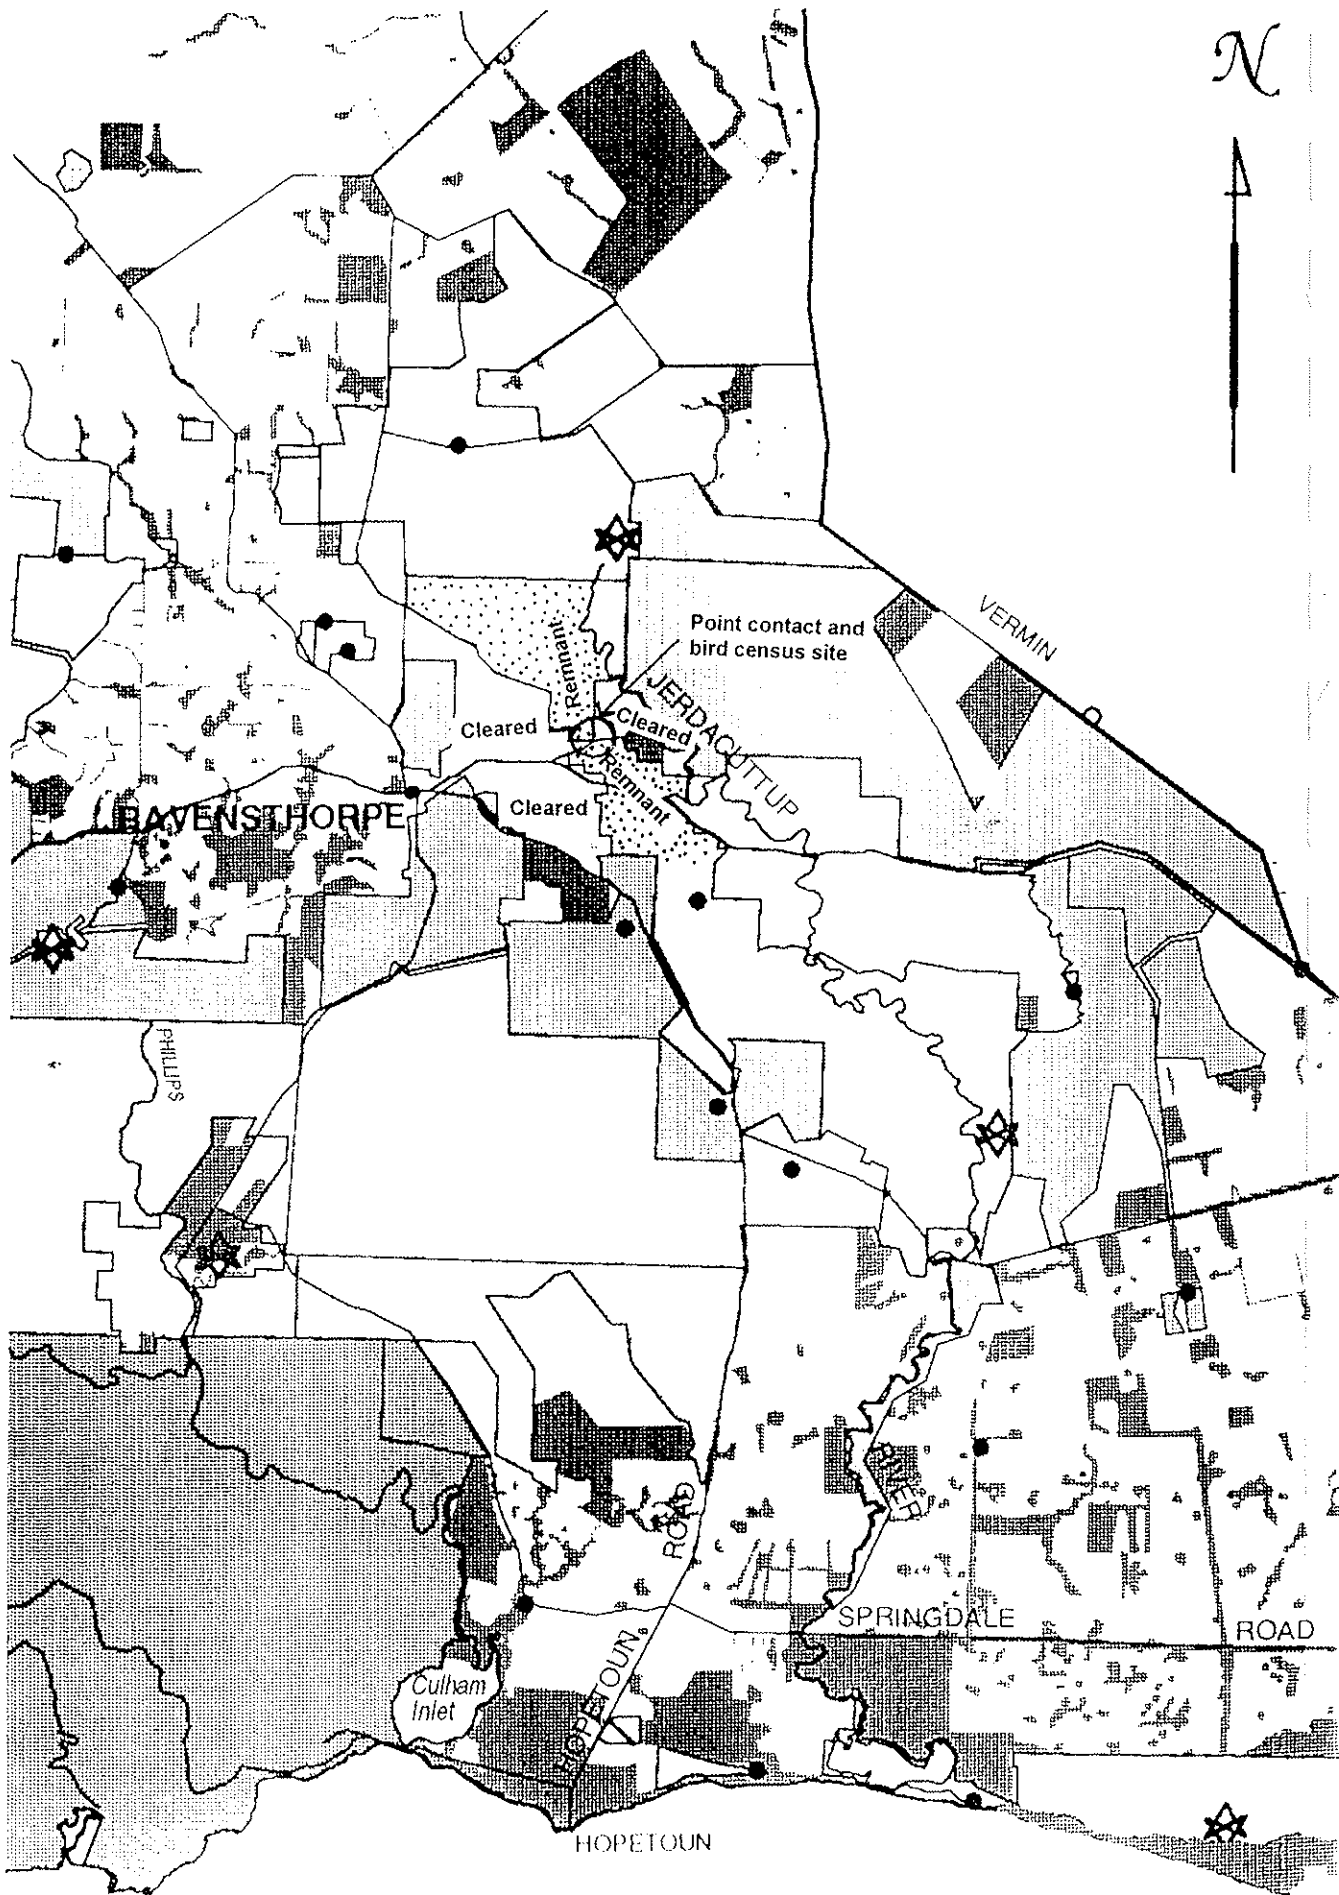 N
VERMIN
Point contact and
bird census site
Remnant
JERDACUTTUP
Cleared
Cleared
Remnant
Cleared
RAVENSTHORPE
PHILLIPS
RIVER
ROAD
SPRINGDALE
ROAD
HOPETOUN
Culham
Inlet
HOPETOUN